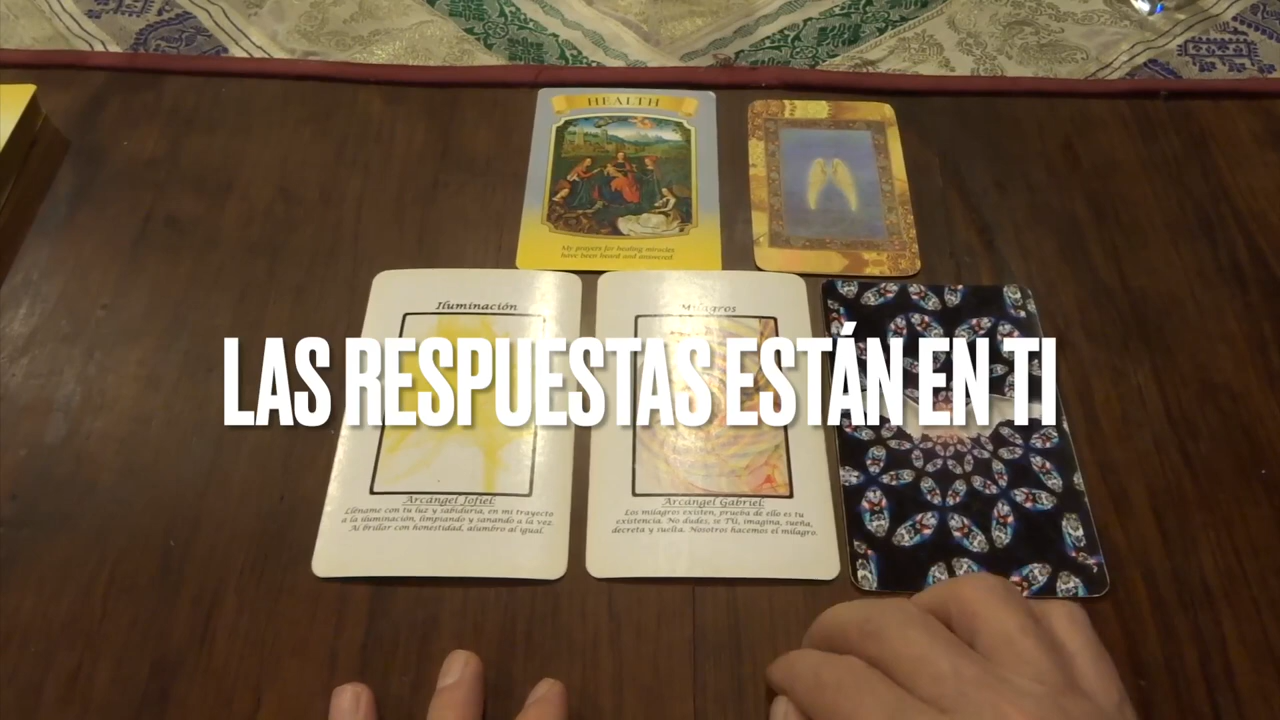 HEALTH
My prayers for healing miracles
have been heard and answered.
Iluminación
Milagros
LAS RESPUESTAS ESTÁN EN TI
Arcángel Jofiel:
Llename con tu luz y sabiduría, en mi trayecto
a la iluminación, limpiando y sanando a la vez.
Al brillar con honestidad, alumbro al igual.
Arcángel Gabriel:
Los milagros existen, prueba de ello es tu
existencia. No dudes, se TÚ, imagina, sueña,
decreta y suelta. Nosotros hacemos el milagro.